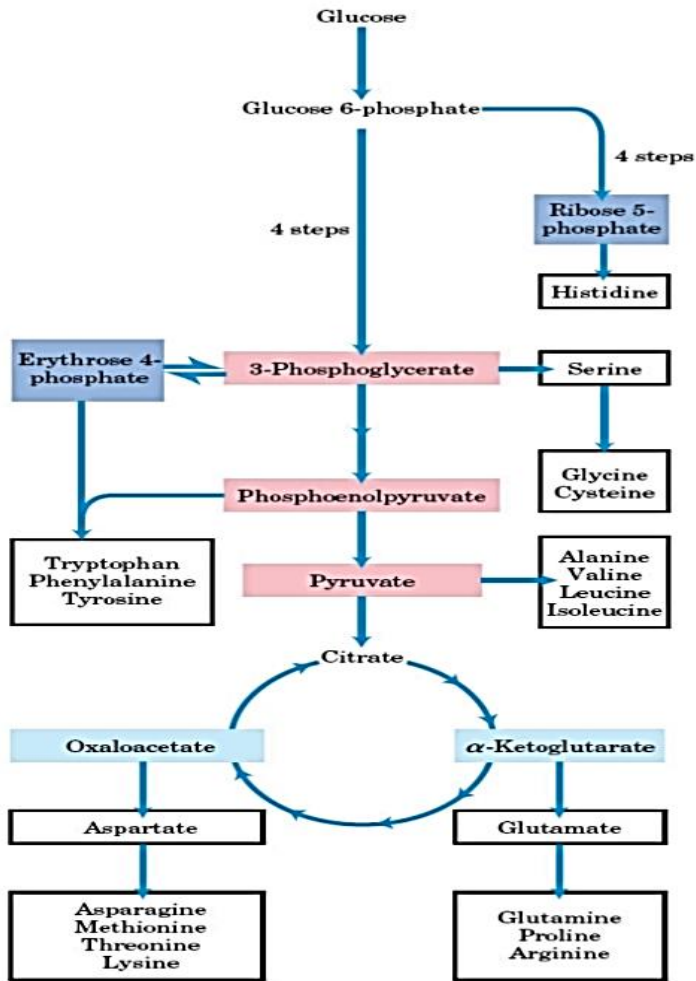 Glucose
Glucose 6-phosphate
4 steps
4 steps
Ribose 5-
phosphate
Histidine
Erythrose 4-
phosphate
3-Phosphoglycerate
Serine
Glycine
Cysteine
Phosphoenolpyruvate
Tryptophan
Phenylalanine
Tyrosine
Pyruvate
Alanine
Valine
Leucine
Isoleucine
Citrate
Oxaloacetate
α-Ketoglutarate
Aspartate
Glutamate
Asparagine
Methionine
Threonine
Lysine
Glutamine
Proline
Arginine